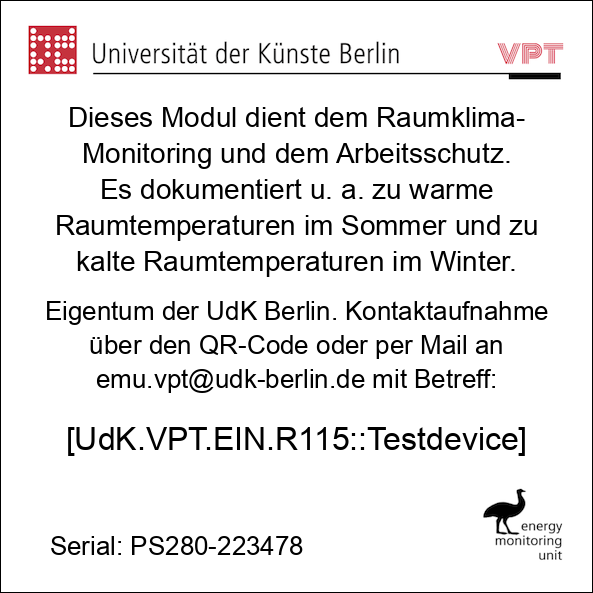 Universität der Künste Berlin
VPT
Dieses Modul dient dem Raumklima-
Monitoring und dem Arbeitsschutz.
Es dokumentiert u. a. zu warme
Raumtemperaturen im Sommer und zu
kalte Raumtemperaturen im Winter.
Eigentum der UdK Berlin. Kontaktaufnahme
über den QR-Code oder per Mail an
emu.vpt@udk-berlin.de mit Betreff:
[UdK.VPT.EIN.R115::Testdevice]
Serial: PS280-223478
energy
monitoring
unit